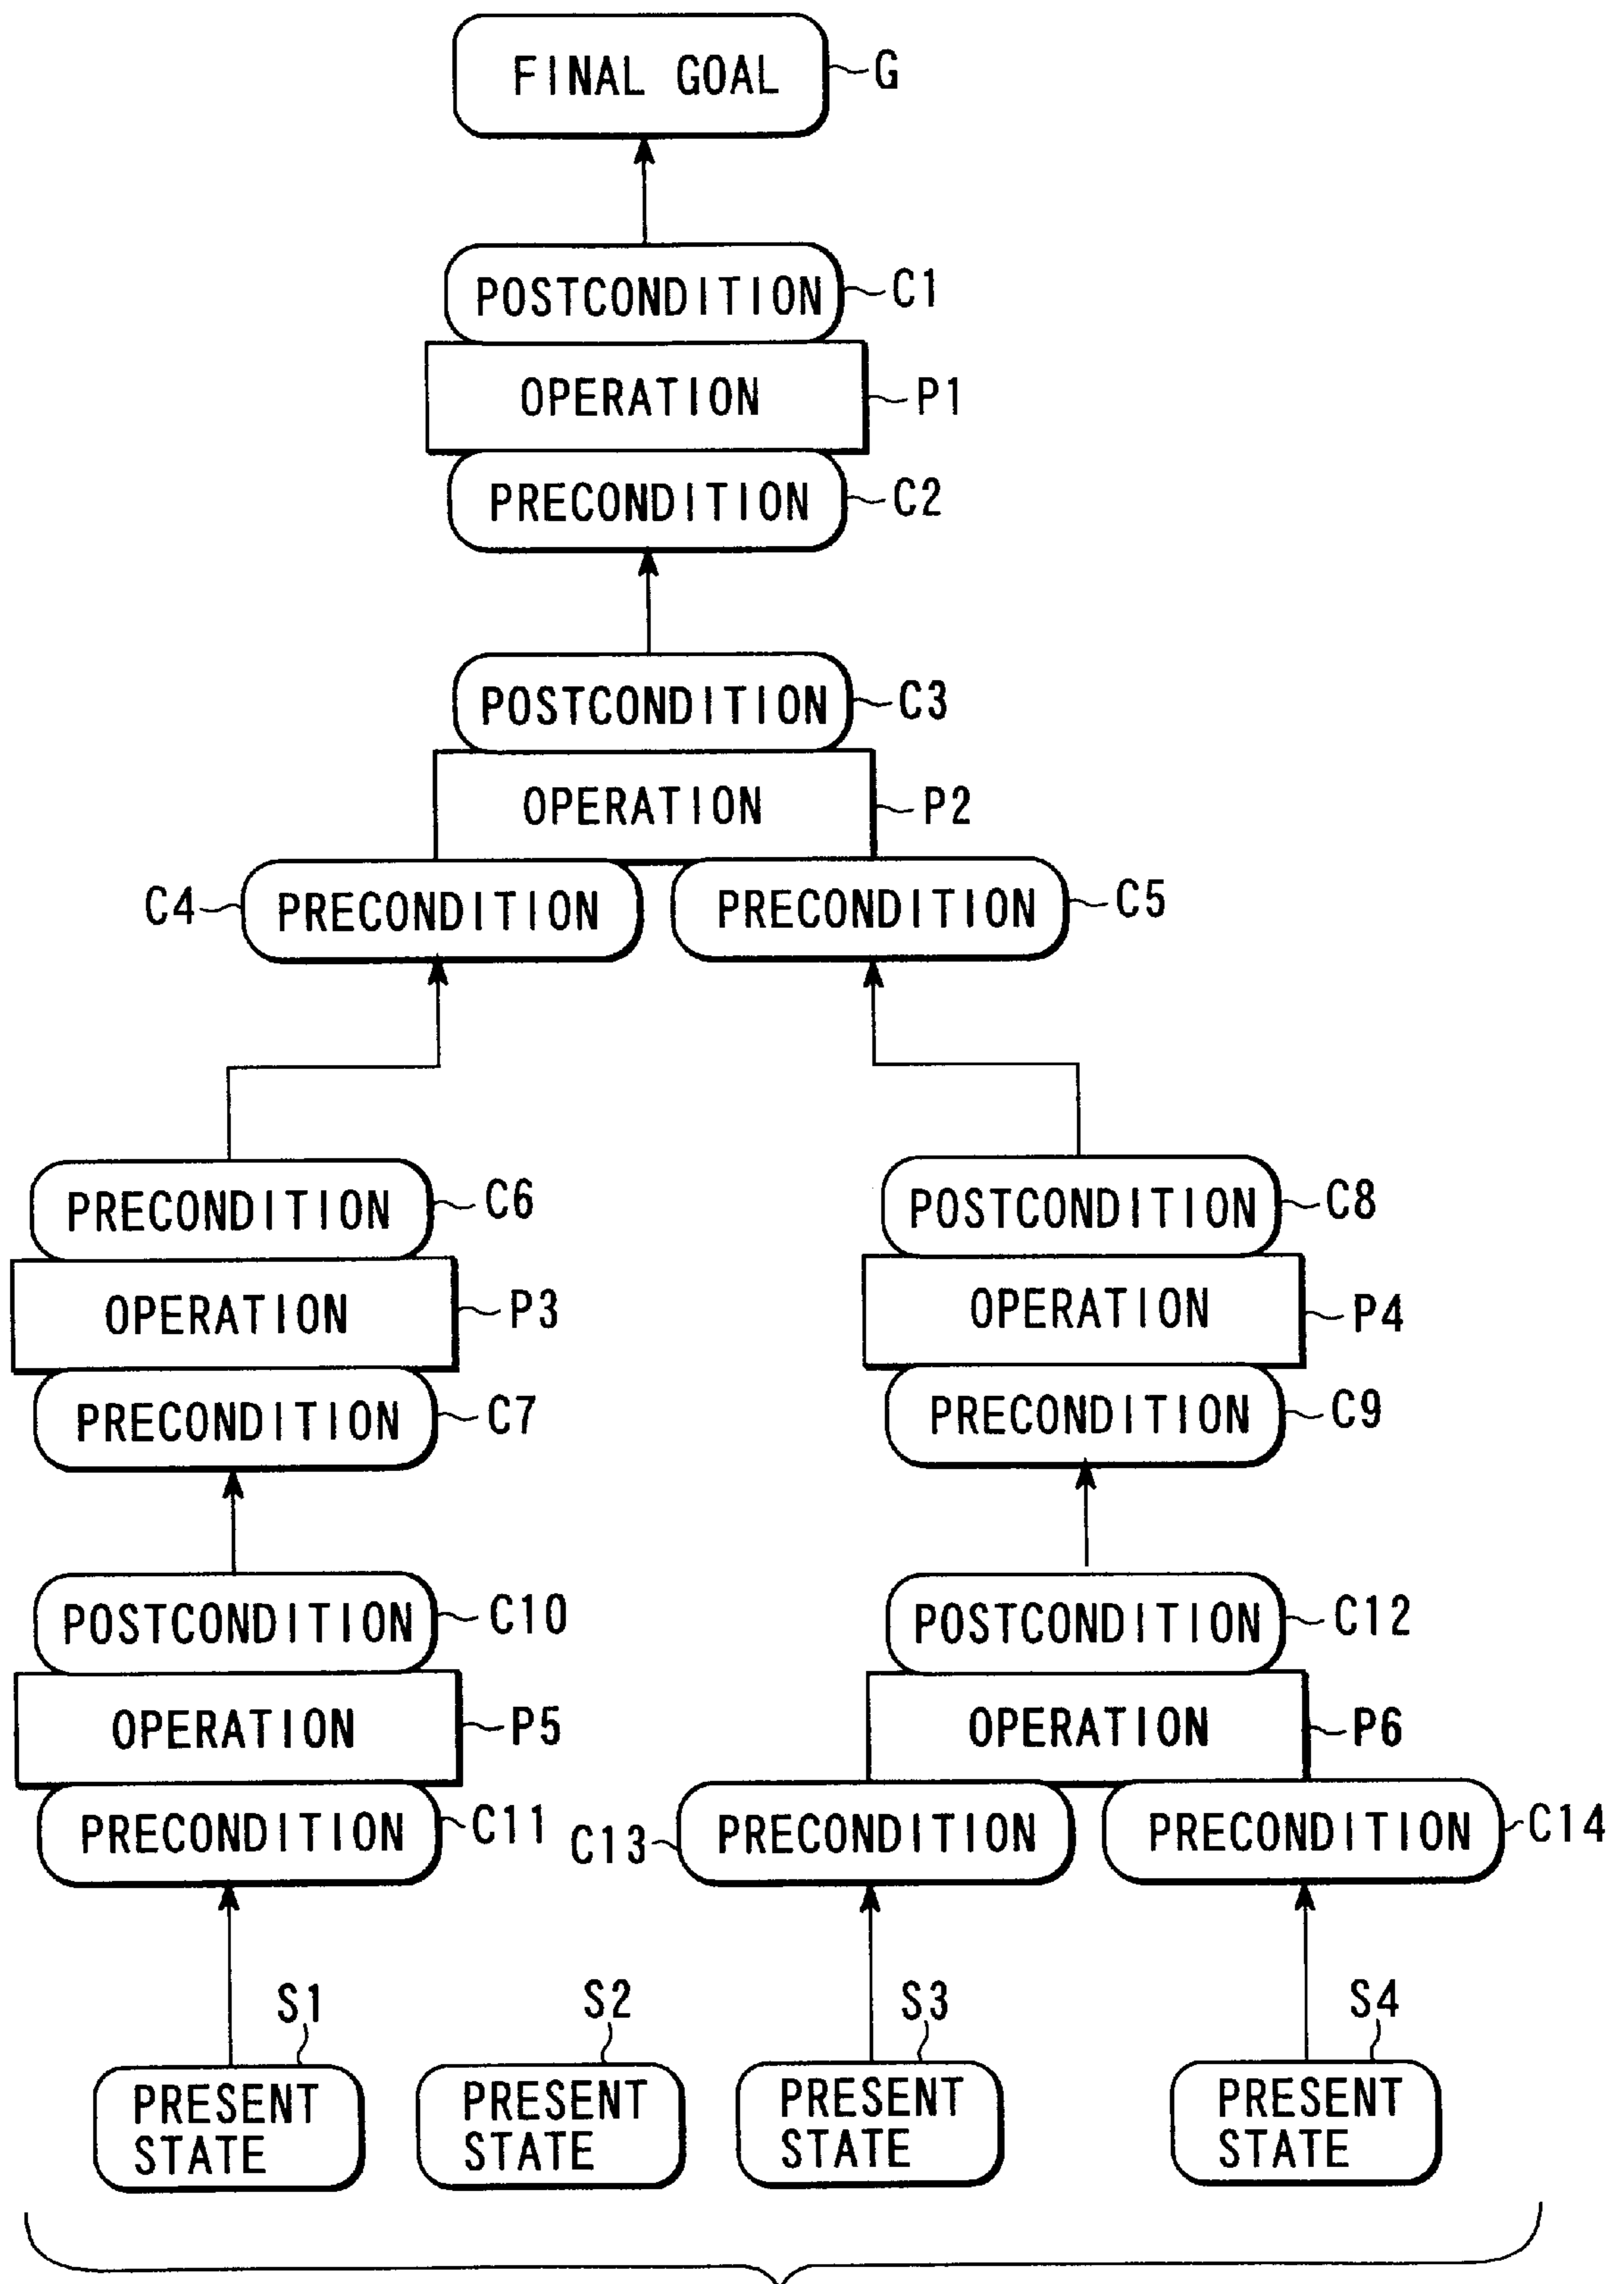 FINAL GOAL
G
POSTCONDITION
C1
OPERATION
P1
PRECONDITION
C2
POSTCONDITION
C3
OPERATION
P2
C4
PRECONDITION
PRECONDITION
C5
PRECONDITION
C6
POSTCONDITION
C8
OPERATION
P3
OPERATION
P4
PRECONDITION
C7
PRECONDITION
C9
POSTCONDITION
C10
POSTCONDITION
C12
OPERATION
P5
OPERATION
P6
PRECONDITION
C11
C13
PRECONDITION
PRECONDITION
C14
S1
S2
S3
S4
PRESENT
STATE
PRESENT
STATE
PRESENT
STATE
PRESENT
STATE